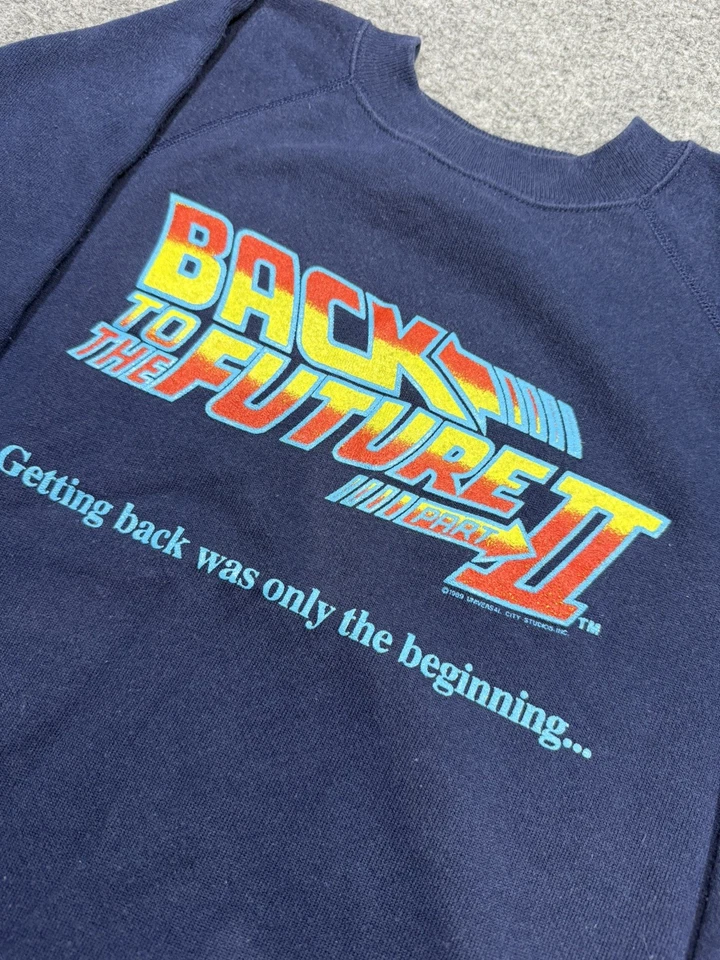 BACK
TO
THE FUTURE
PART II
©1989 UNIVERSAL CITY STUDIOS, INC.
TM
Getting back was only the beginning...